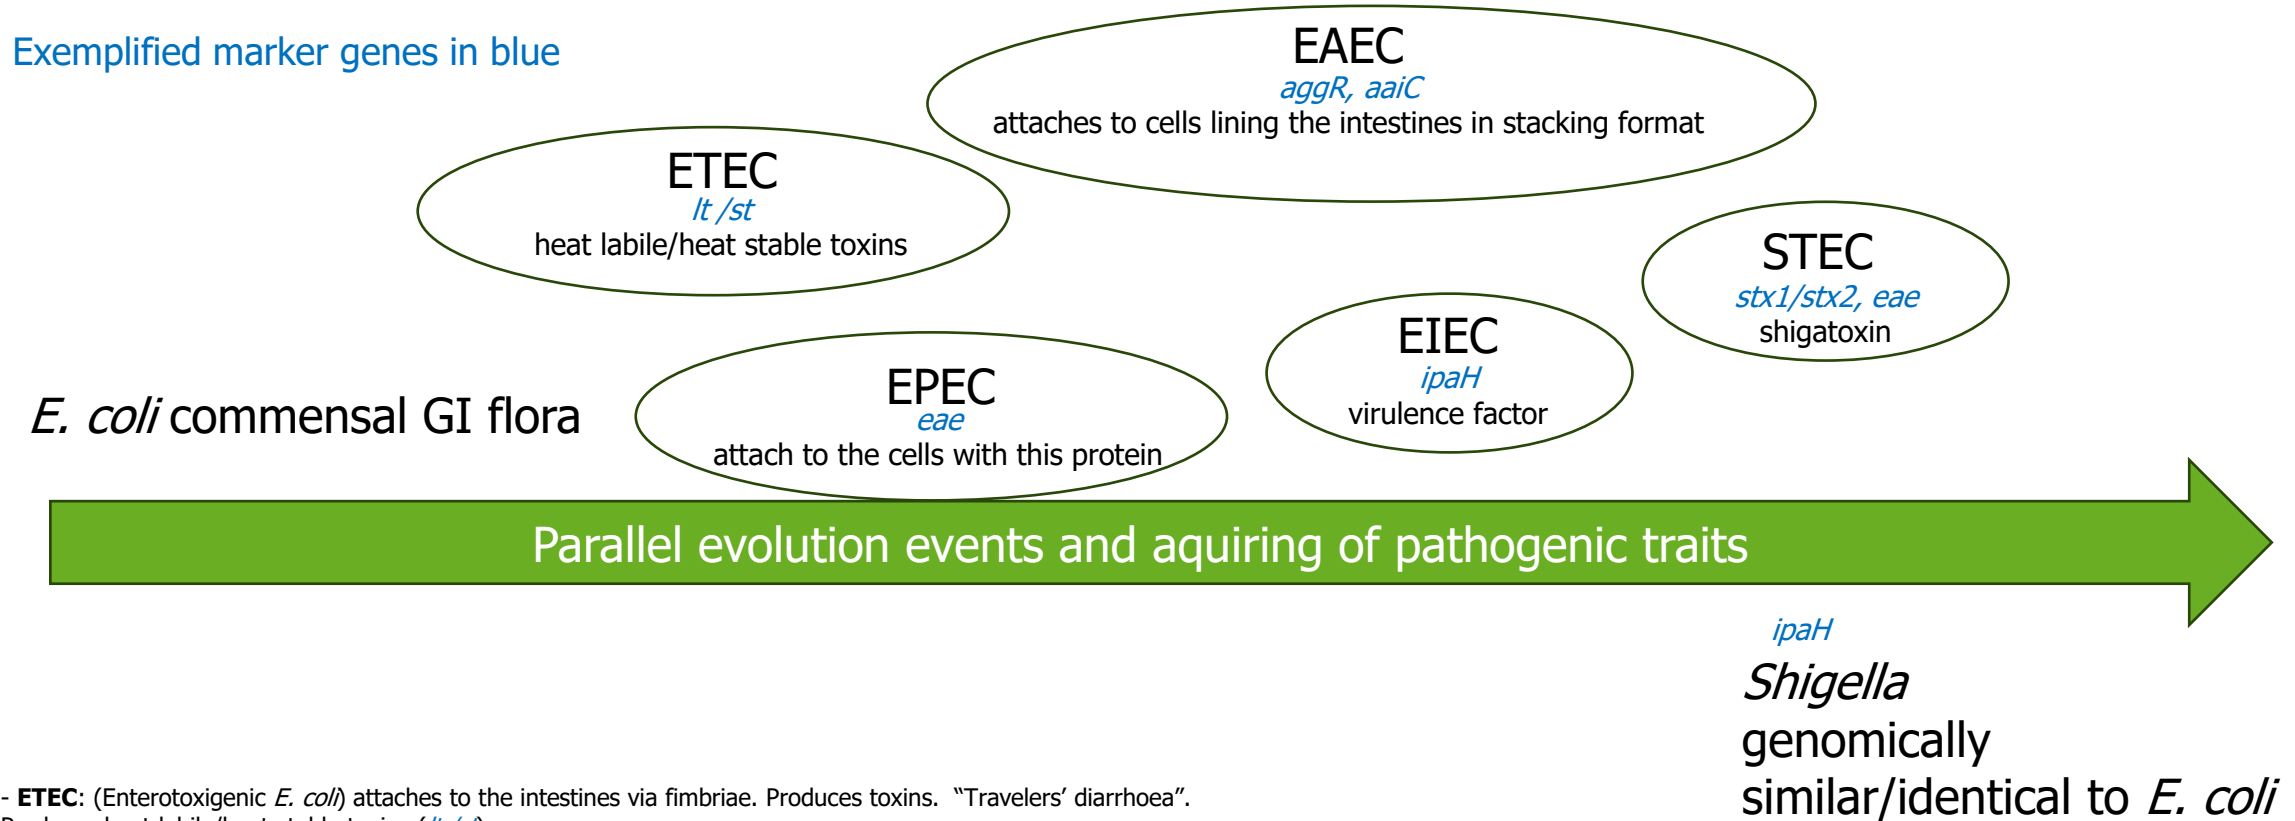 Exemplified marker genes in blue
EAEC
aggR, aaiC
attaches to cells lining the intestines in stacking format
ETEC
lt /st
heat labile/heat stable toxins
STEC
stx1/stx2, eae
shigatoxin
EIEC
ipaH
virulence factor
EPEC
eae
attach to the cells with this protein
E. coli commensal GI flora
Parallel evolution events and aquiring of pathogenic traits
ipaH
Shigella
genomically
similar/identical to E. coli
- ETEC: (Enterotoxigenic E. coli) attaches to the intestines via fimbriae. Produces toxins. “Travelers’ diarrhoea”.